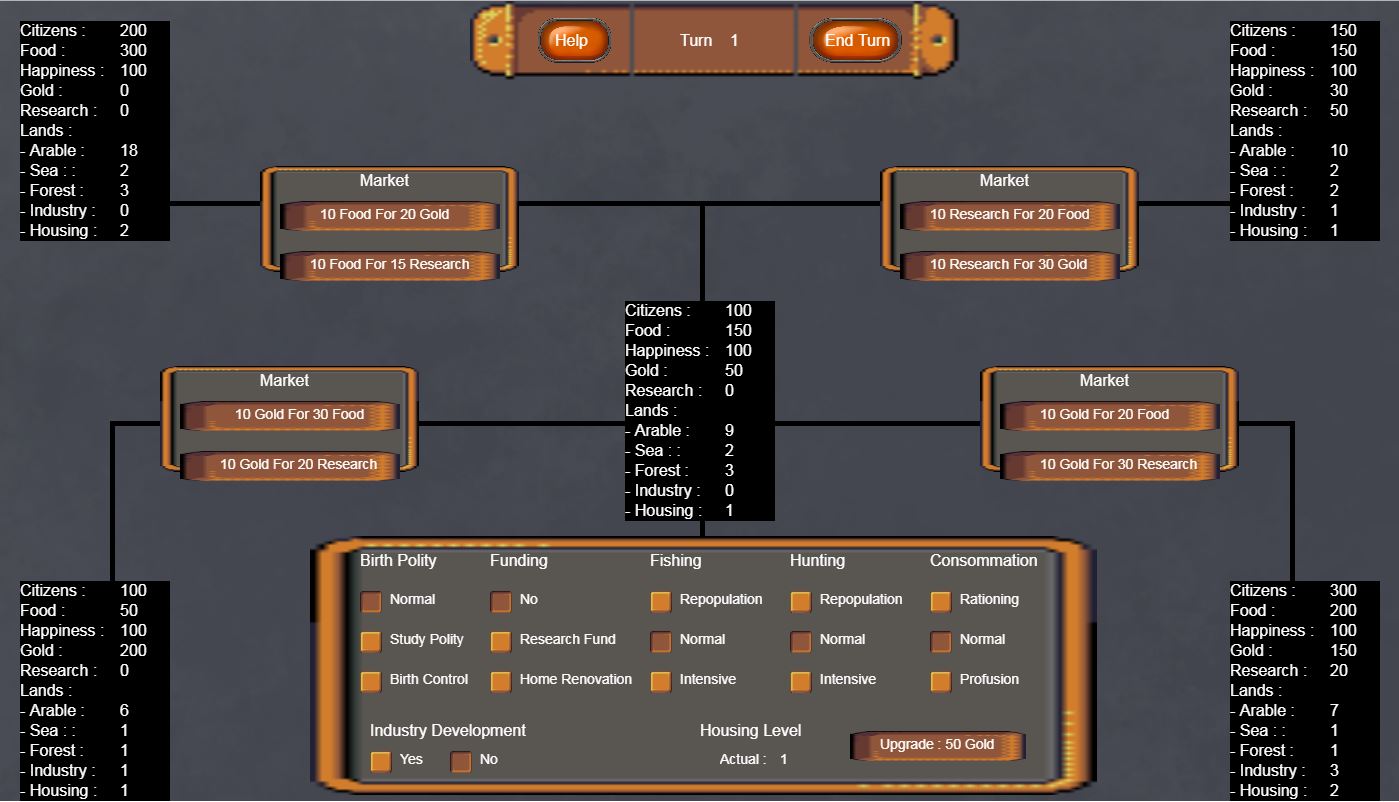 Help
Turn 1
End Turn
Citizens : 200
Food : 300
Happiness : 100
Gold : 0
Research : 0
Lands :
- Arable : 18
- Sea : : 2
- Forest : 3
- Industry : 0
- Housing : 2
Citizens : 150
Food : 150
Happiness : 100
Gold : 30
Research : 50
Lands :
- Arable : 10
- Sea : : 2
- Forest : 2
- Industry : 1
- Housing : 1
Market
10 Food For 20 Gold
10 Food For 15 Research
Market
10 Research For 20 Food
10 Research For 30 Gold
Citizens : 100
Food : 150
Happiness : 100
Gold : 50
Research : 0
Lands :
- Arable : 9
- Sea : : 2
- Forest : 3
- Industry : 0
- Housing : 1
Market
10 Gold For 30 Food
10 Gold For 20 Research
Market
10 Gold For 20 Food
10 Gold For 30 Research
Citizens : 100
Food : 50
Happiness : 100
Gold : 200
Research : 0
Lands :
- Arable : 6
- Sea : : 1
- Forest : 1
- Industry : 1
- Housing : 1
Birth Polity Funding Fishing Hunting Consommation
Normal No Repopulation Repopulation Rationing
Study Polity Research Fund Normal Normal Normal
Birth Control Home Renovation Intensive Intensive Profusion
Industry Development Housing Level
Yes No Actual : 1 Upgrade : 50 Gold
Citizens : 300
Food : 200
Happiness : 100
Gold : 150
Research : 20
Lands :
- Arable : 7
- Sea : : 1
- Forest : 1
- Industry : 3
- Housing : 2